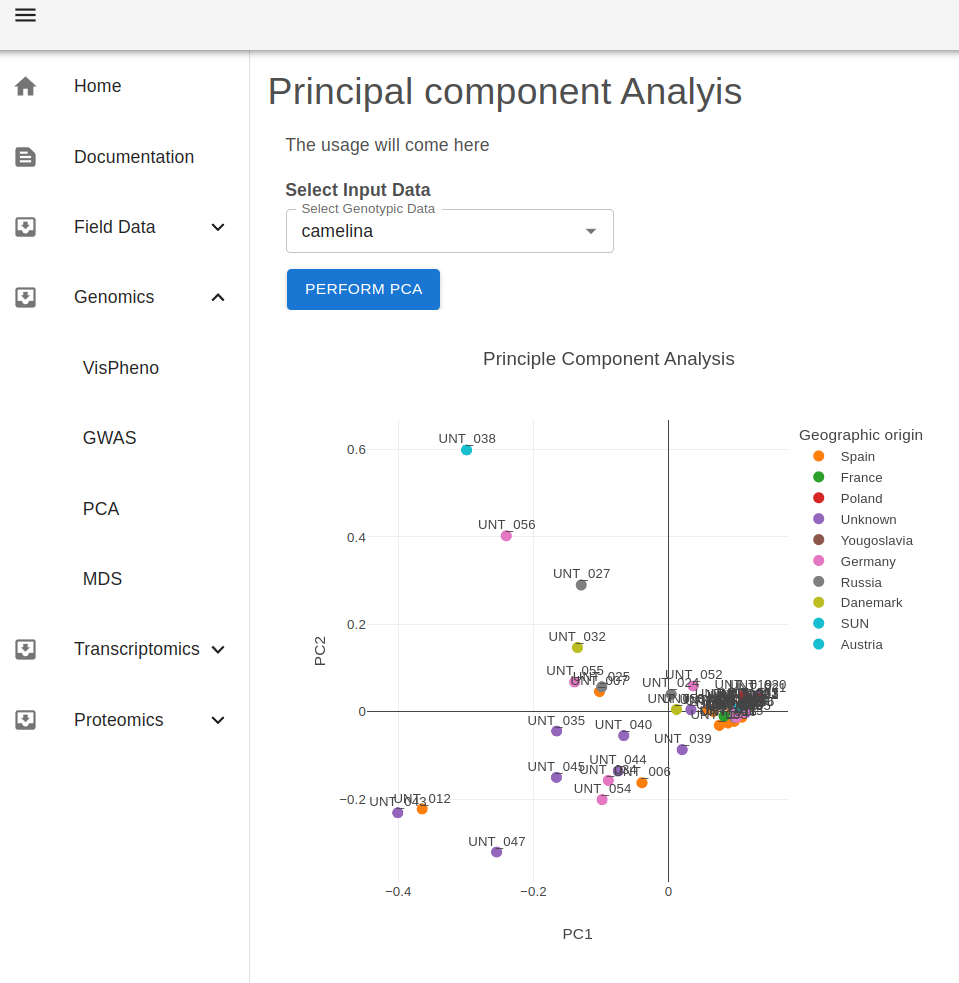 Home
Documentation
Field Data
Genomics
VisPheno
GWAS
PCA
MDS
Transcriptomics
Proteomics
Principal component Analyis
The usage will come here
Select Input Data
Select Genotypic Data
camelina
PERFORM PCA
Principle Component Analysis
PC2
0.6
0.4
0.2
0
−0.2
UNT_038
UNT_056
UNT_027
UNT_032
UNT_055
UNT_025
UNT_007
UNT_052
UNT_024
UNT_035
UNT_040
UNT_039
UNT_044
UNT_045
UNT_006
UNT_054
UNT_043
UNT_012
UNT_047
−0.4
−0.2
0
PC1
Geographic origin
Spain
France
Poland
Unknown
Yougoslavia
Germany
Russia
Danemark
SUN
Austria